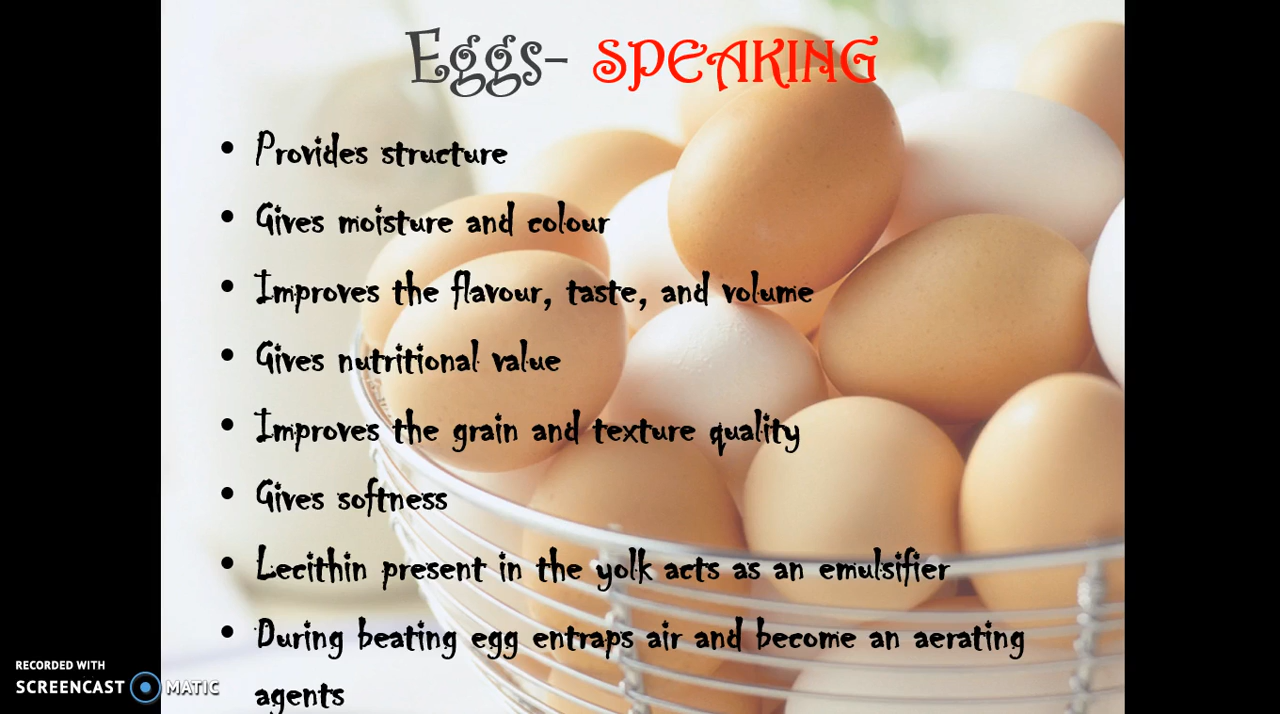 Eggs- SPEAKING
• Provides structure
• Gives moisture and colour
• Improves the flavour, taste, and volume
• Gives nutritional value
• Improves the grain and texture quality
• Gives softness
• Lecithin present in the yolk acts as an emulsifier
• During beating egg entraps air and become an aerating
agents
RECORDED WITH
SCREENCAST MATIC